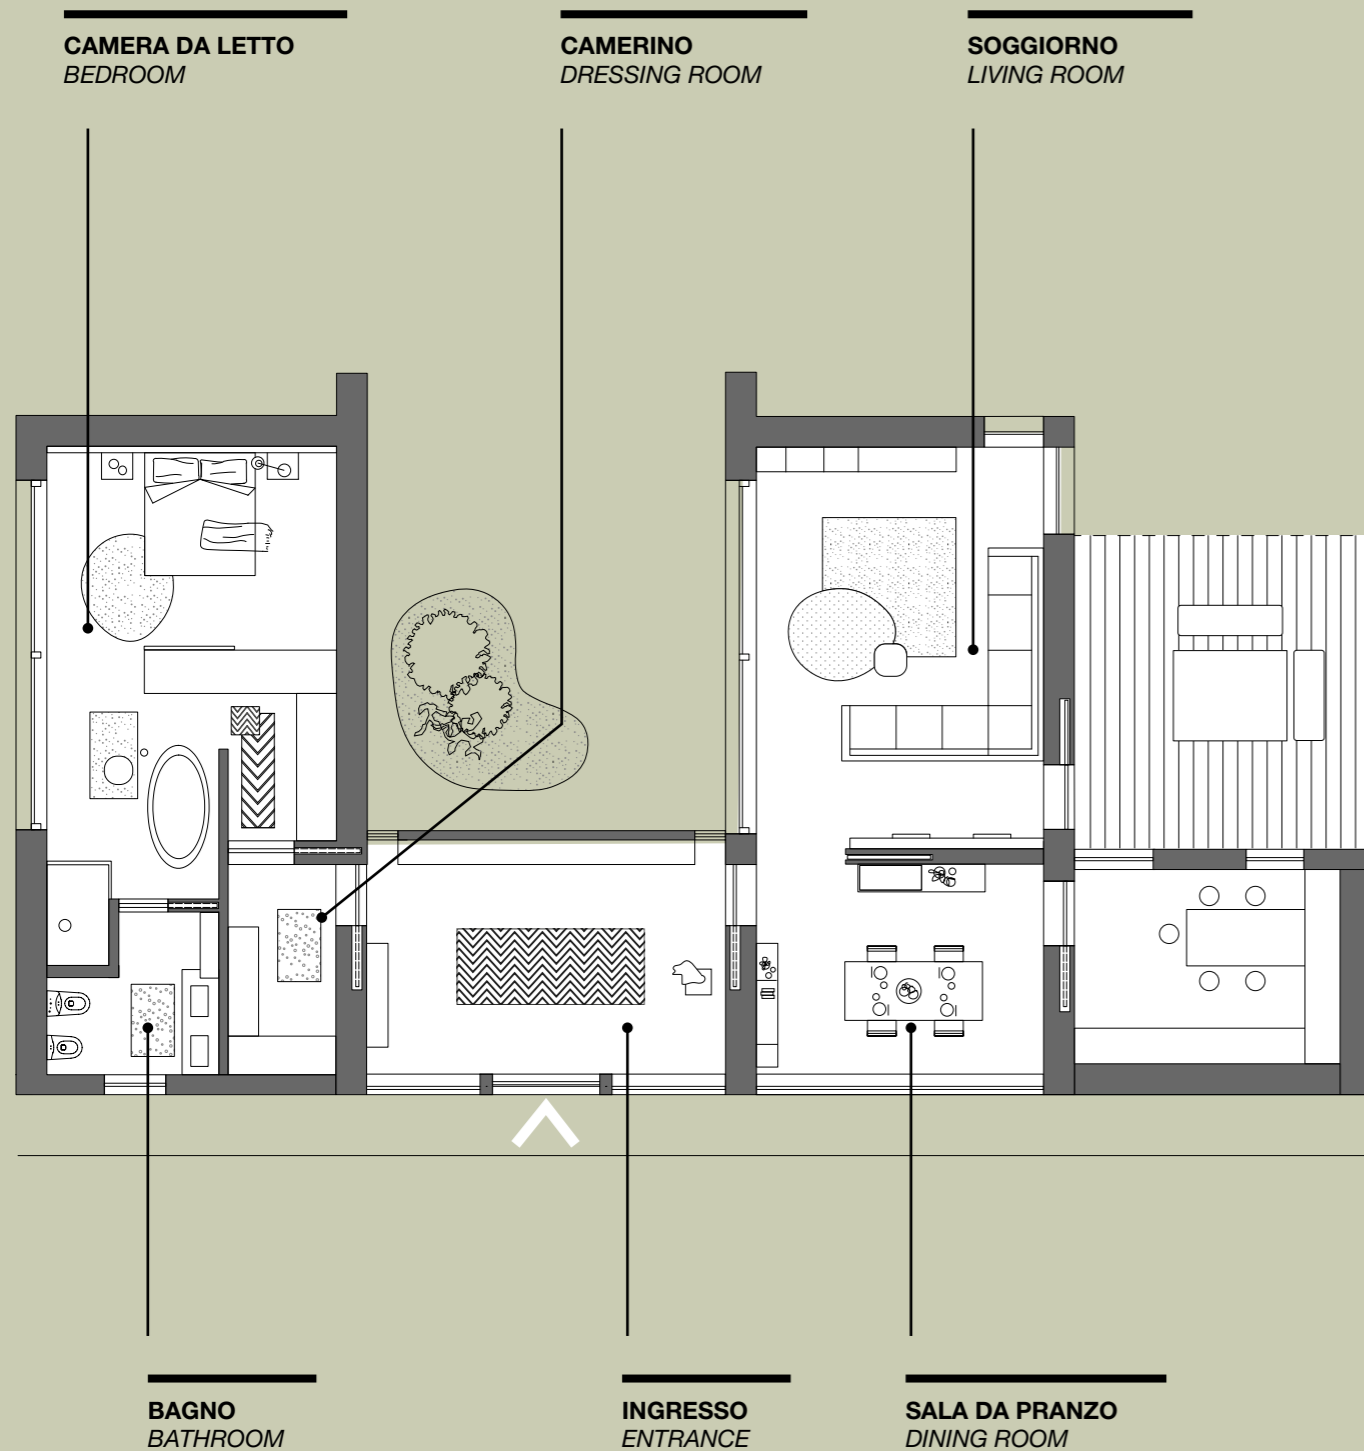 CAMERA DA LETTO
BEDROOM
CAMERINO
DRESSING ROOM
SOGGIORNO
LIVING ROOM
BAGNO
BATHROOM
INGRESSO
ENTRANCE
SALA DA PRANZO
DINING ROOM